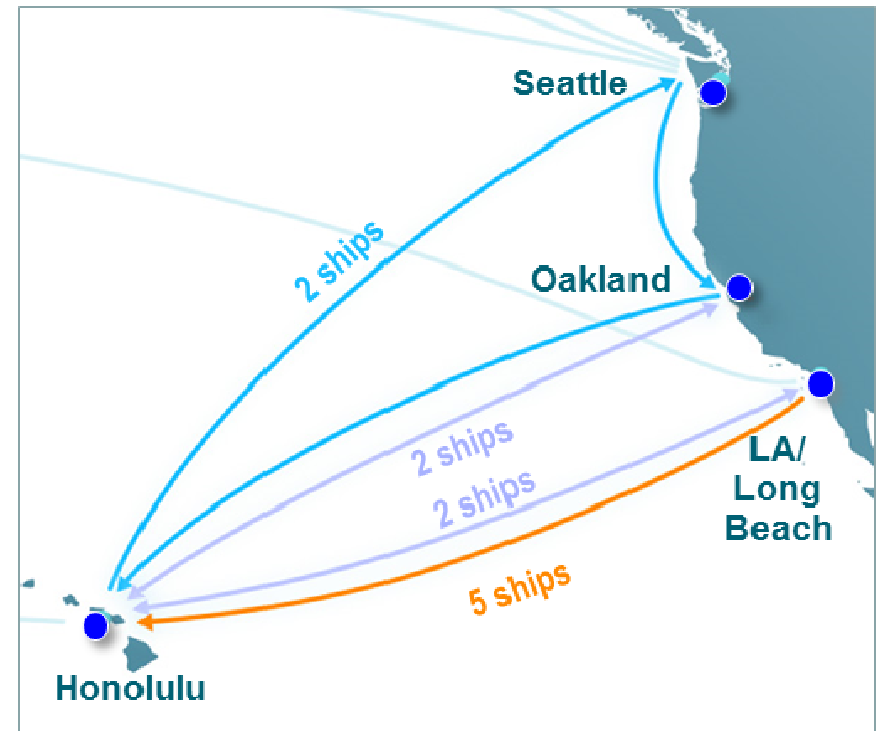 Seattle
2 ships
Oakland
2 ships
2 ships
LA/
Long
Beach
5 ships
Honolulu